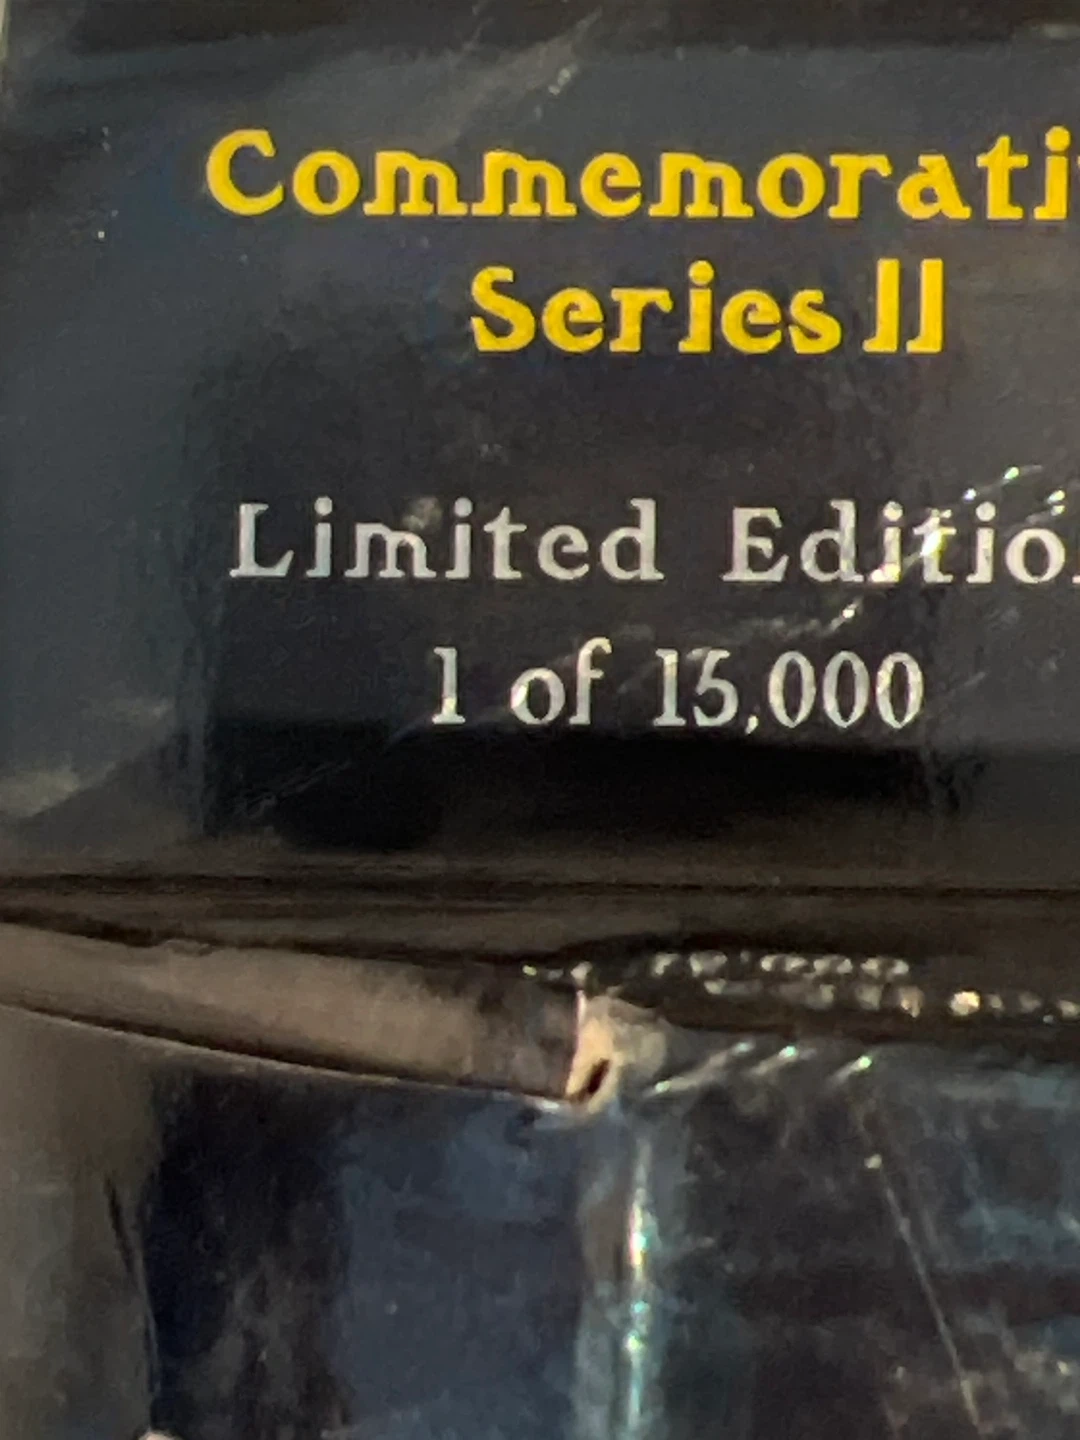 Commemorati
Series II
Limited Editio
1 of 15,000